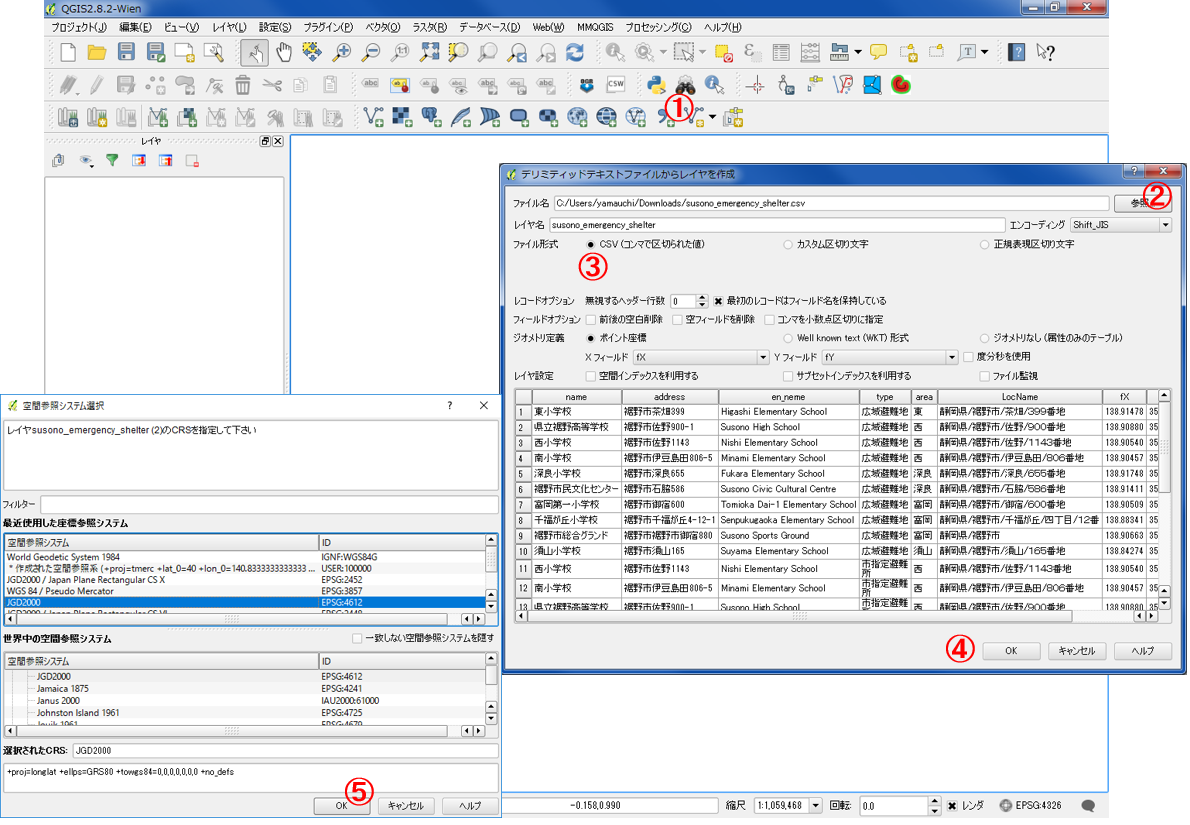 QGIS2.8.2-Wien
プロジェクト(J) 編集(E) ビュー(V) レイヤ(L) 設定(S) プラグイン(P) ベクタ(O) ラスタ(R) データベース(D) Web(W) MMQGIS プロセッシング(C) ヘルプ(H)
①
レイヤ
デリミティッドテキストファイルからレイヤを作成
ファイル名 C:/Users/yamauchi/Downloads/susono_emergency_shelter.csv
②
レイヤ名 susono_emergency_shelter エンコーディング Shift_JIS
ファイル形式 CSV (コンマで区切られた値) カスタム区切り文字 正規表現区切り文字
③
レコードオプション 無視するヘッダー行数 0 最初のレコードはフィールド名を保持している
フィールドオプション 前後の空白削除 空フィールドを削除 コンマを小数点区切りに指定
ジオメトリ定義 ポイント座標 Well known text (WKT) 形式 ジオメトリなし (属性のみのテーブル)
X フィールド fX Y フィールド fY 度分秒を使用
レイヤ設定 空間インデックスを利用する サブセットインデックスを利用する ファイル監視
name address en_neme type area LocName fX
1 東小学校 裾野市茶畑399 Higashi Elementary School 広域避難地 東 静岡県/裾野市/茶畑/399番地 138.91478 35
2 県立裾野高等学校 裾野市佐野900-1 Susono High School 広域避難地 西 静岡県/裾野市/佐野/900番地 138.90880 35
3 西小学校 裾野市佐野1143 Nishi Elementary School 広域避難地 西 静岡県/裾野市/佐野/1143番地 138.90540 35
4 南小学校 裾野市伊豆島田806-5 Minami Elementary School 広域避難地 西 静岡県/裾野市/伊豆島田/806番地 138.90457 35
5 深良小学校 裾野市深良655 Fukara Elementary School 広域避難地 深良 静岡県/裾野市/深良/655番地 138.91748 35
6 裾野市民文化センター 裾野市石脇586 Susono Civic Cultural Centre 広域避難地 深良 静岡県/裾野市/石脇/586番地 138.91411 35
7 富岡第一小学校 裾野市御宿600 Tomioka Dai-1 Elementary School 広域避難地 富岡 静岡県/裾野市/御宿/600番地 138.90509 35
8 千福が丘小学校 裾野市千福が丘4-12-1 Senpukugaoka Elementary School 広域避難地 富岡 静岡県/裾野市/千福が丘/四丁目/12番 138.88341 35
9 裾野市総合グランド 裾野市裾野市御宿880 Susono Sports Ground 広域避難地 富岡 静岡県/裾野市 138.90663 35
10 須山小学校 裾野市須山165 Suyama Elementary School 広域避難地 須山 静岡県/裾野市/須山/165番地 138.84274 35
11 西小学校 裾野市佐野1143 Nishi Elementary School 市指定避難所 西 静岡県/裾野市/佐野/1143番地 138.90540 35
12 南小学校 裾野市伊豆島田806-5 Minami Elementary School 市指定避難所 西 静岡県/裾野市/伊豆島田/806番地 138.90457 35
13 県立裾野高等学校 裾野市佐野900-1 Susono High School 市指定避難 西 静岡県/裾野市/佐野/900番地 138.90880 35
④ OK キャンセル ヘルプ
空間参照システム選択
レイヤsusono_emergency_shelter (2)のCRSを指定して下さい
フィルター
最近使用した座標参照システム
空間参照システム ID
World Geodetic System 1984 IGNF:WGS84G
* 作成された空間参照系 (+proj=tmerc +lat_0=40 +lon_0=140.8333333333333 ... USER:100000
JGD2000 / Japan Plane Rectangular CS X EPSG:2452
WGS 84 / Pseudo Mercator EPSG:3857
JGD2000 EPSG:4612
JGD2000 / Japan Plane Rectangular CS VI EPSG:2448
世界中の空間参照システム 一致しない空間参照システムを隠す
空間参照システム ID
JGD2000 EPSG:4612
Jamaica 1875 EPSG:4241
Janus 2000 IAU2000:61000
Johnston Island 1961 EPSG:4725
Jouik 1961 EPSG:4679
選択されたCRS: JGD2000
+proj=longlat +ellps=GRS80 +towgs84=0,0,0,0,0,0,0 +no_defs
⑤
OK キャンセル ヘルプ
-0.158,0.990 縮尺 1:1,059,468 回転: 0.0 レンダ EPSG:4326